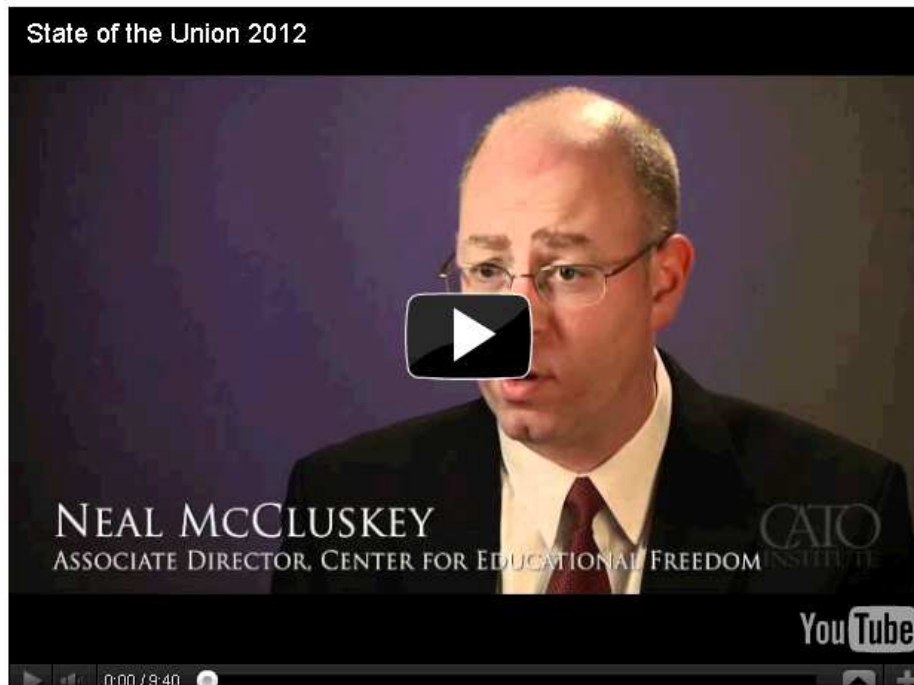 State of the Union 2012
NEAL MCCLUSKEY
ASSOCIATE DIRECTOR, CENTER FOR EDUCATIONAL FREEDOM
CATO
INSTITUTE
YouTube
0:00 / 9:40